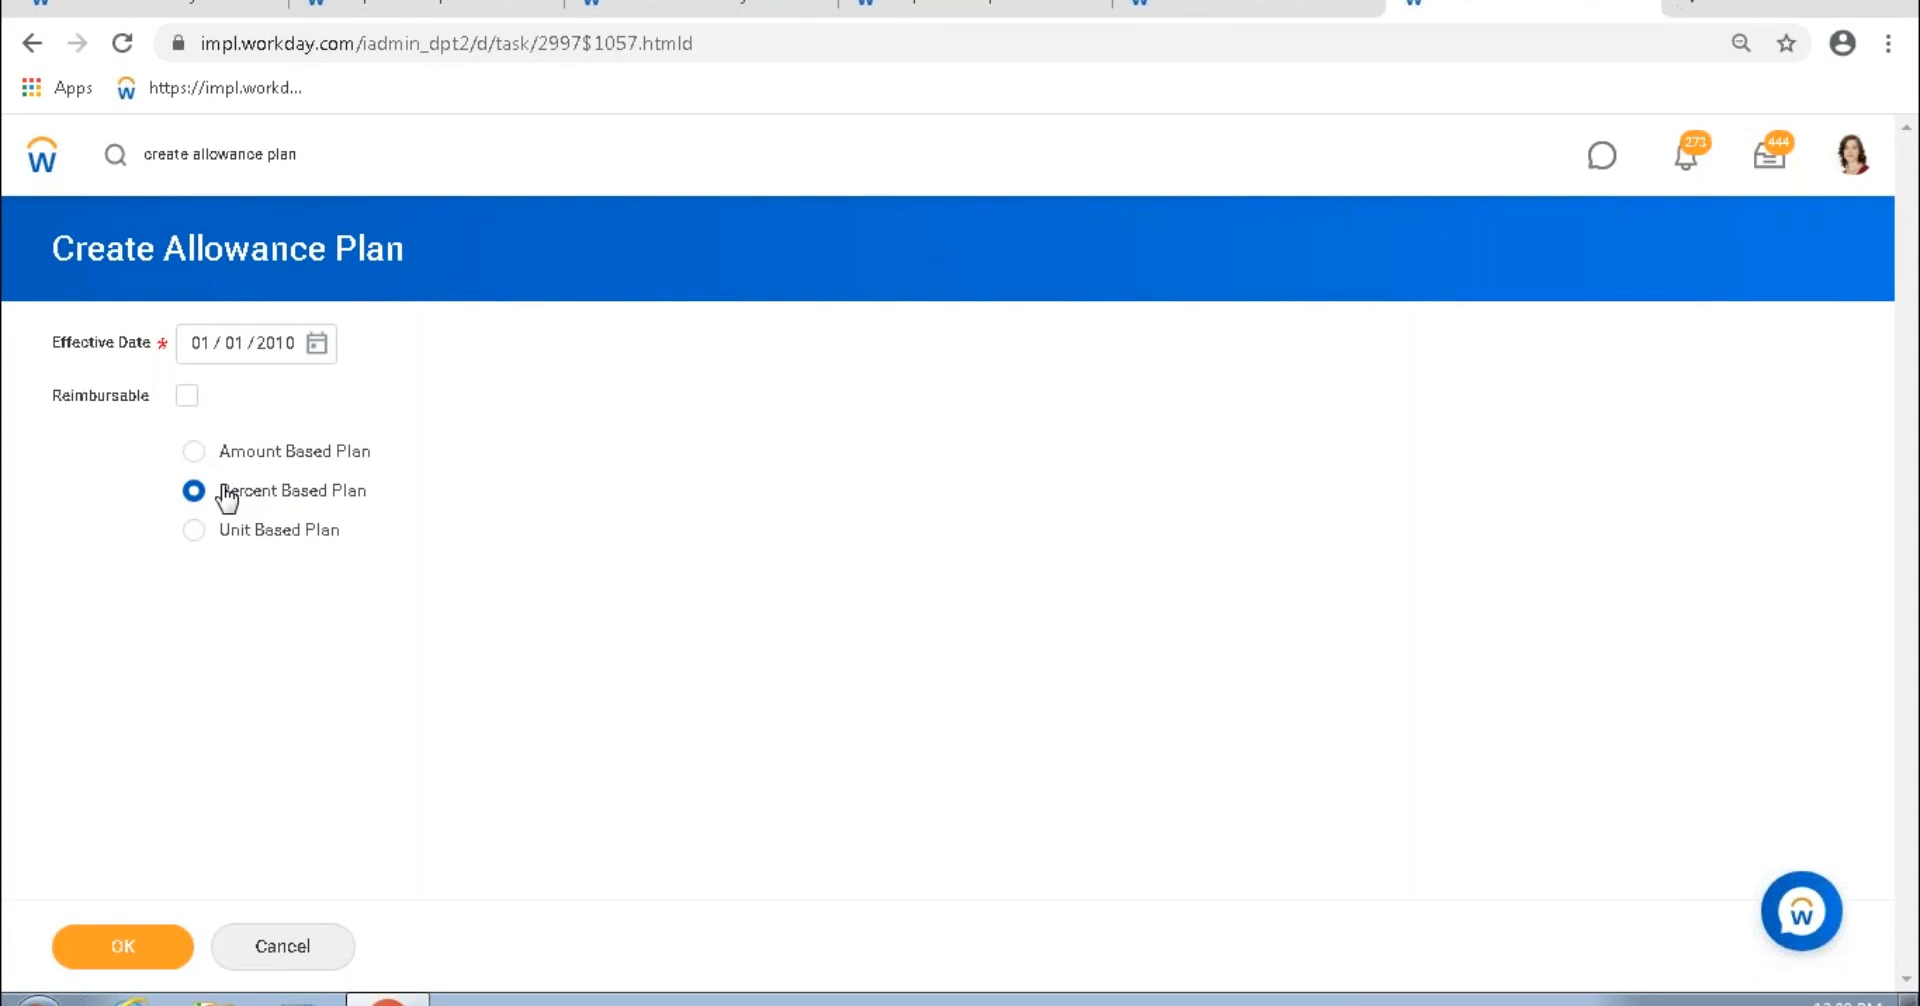 impl.workday.com/iadmin_dpt2/d/task/2997$1057.htmld
Apps
https://impl.workd...
create allowance plan
273
444
Create Allowance Plan
Effective Date *
01 / 01 / 2010
Reimbursable
Amount Based Plan
Percent Based Plan
Unit Based Plan
OK
Cancel